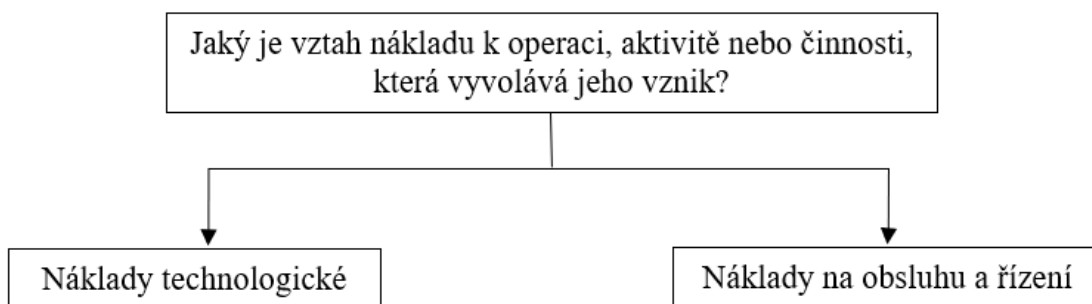 Jaký je vztah nákladu k operaci, aktivitě nebo činnosti,
která vyvolává jeho vznik?
Náklady technologické
Náklady na obsluhu a řízení